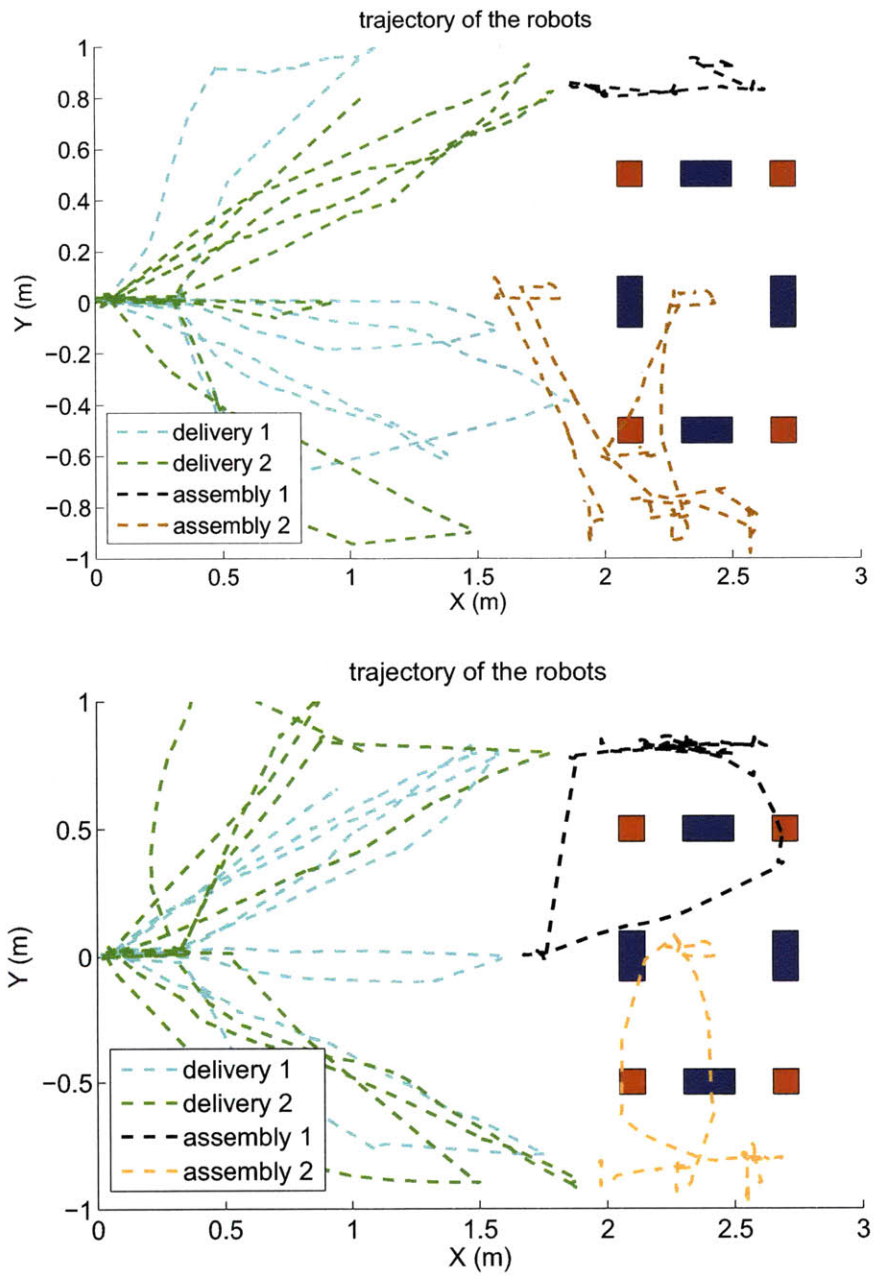 trajectory of the robots
1
0.8
0.6
0.4
0.2
0
−0.2
−0.4
−0.6
−0.8
−1
Y (m)
delivery 1
delivery 2
assembly 1
assembly 2
0 0.5 1 1.5 2 2.5 3
X (m)
trajectory of the robots
1
0.5
0
−0.5
−1
Y (m)
delivery 1
delivery 2
assembly 1
assembly 2
0 0.5 1 1.5 2 2.5 3
X (m)